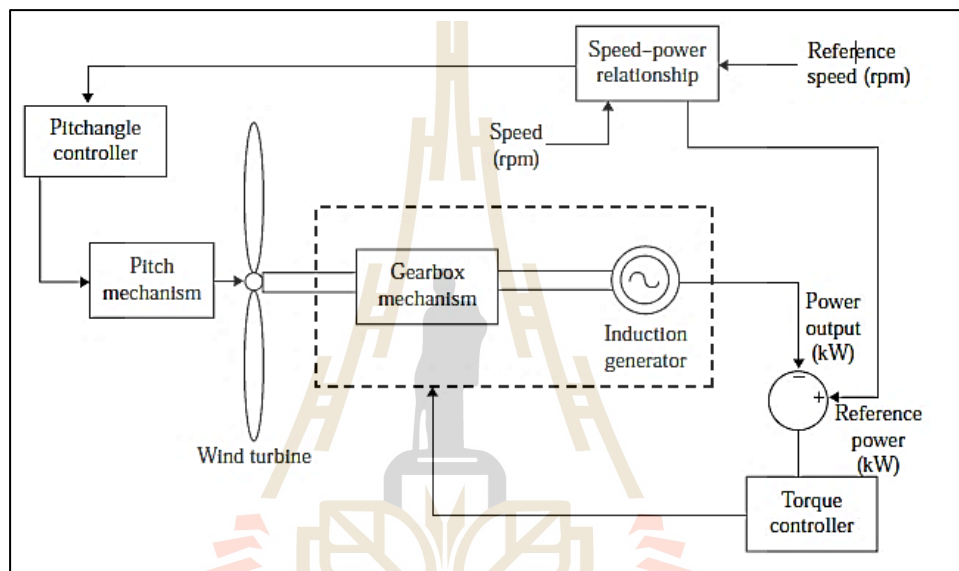 Speed–power
relationship
Reference
speed (rpm)
Pitchangle
controller
Speed
(rpm)
Pitch
mechanism
Gearbox
mechanism
Induction
generator
Power
output
(kW)
–
+
Reference
power
(kW)
Wind turbine
Torque
controller